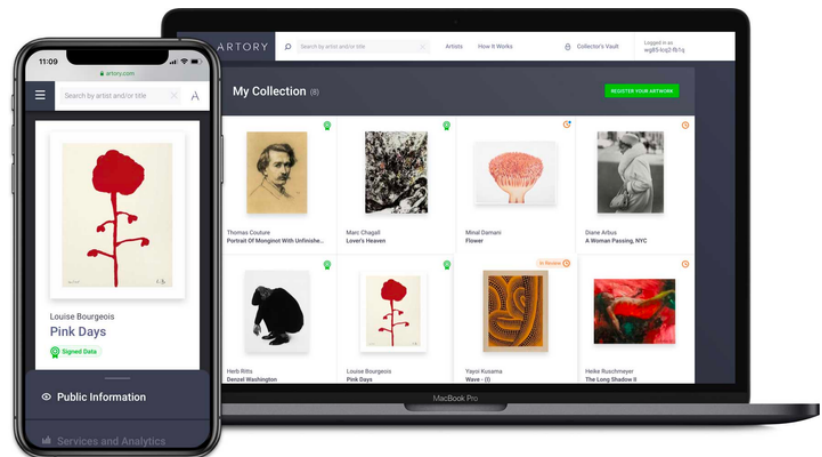 11:09
artory.com
Search by artist and/or title
Louise Bourgeois
Pink Days
Signed Data
Public Information
Services and Analytics
ARTORY
Search by artist and/or title
Artists
How It Works
Collector's Vault
Logged in as
My Collection (8)
REGISTER YOUR ARTWORK
Thomas Couture
Portrait Of Monginot With Unfinishe...
Marc Chagall
Lover's Heaven
Minal Damani
Flower
Diane Arbus
A Woman Passing, NYC
In Review
Herb Ritts
Denzel Washington
Louise Bourgeois
Pink Days
Yayoi Kusama
Wave - (t)
Heike Ruschmeyer
The Long Shadow II
MacBook Pro